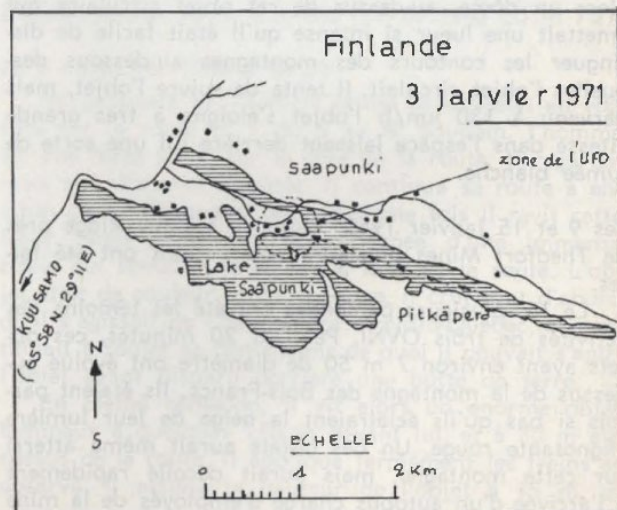 Finlande
3 janvier 1971
Saapunki
zone de l'UFO
Lake
Saapunki
Pitkäperä
KUUSAMO
(65°58'N 29°11'E)
N
S
ECHELLE
0 1 2 Km